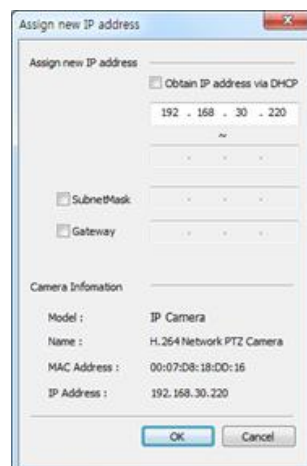 Assign new IP address
Assign new IP address
Obtain IP address via DHCP
192 . 168 . 30 . 220
~
. . .
SubnetMask . . .
Gateway . . .
Camera Infomation
Model : IP Camera
Name : H.264 Network PTZ Camera
MAC Address : 00:07:D8:18:DD:16
IP Address : 192.168.30.220
OK Cancel